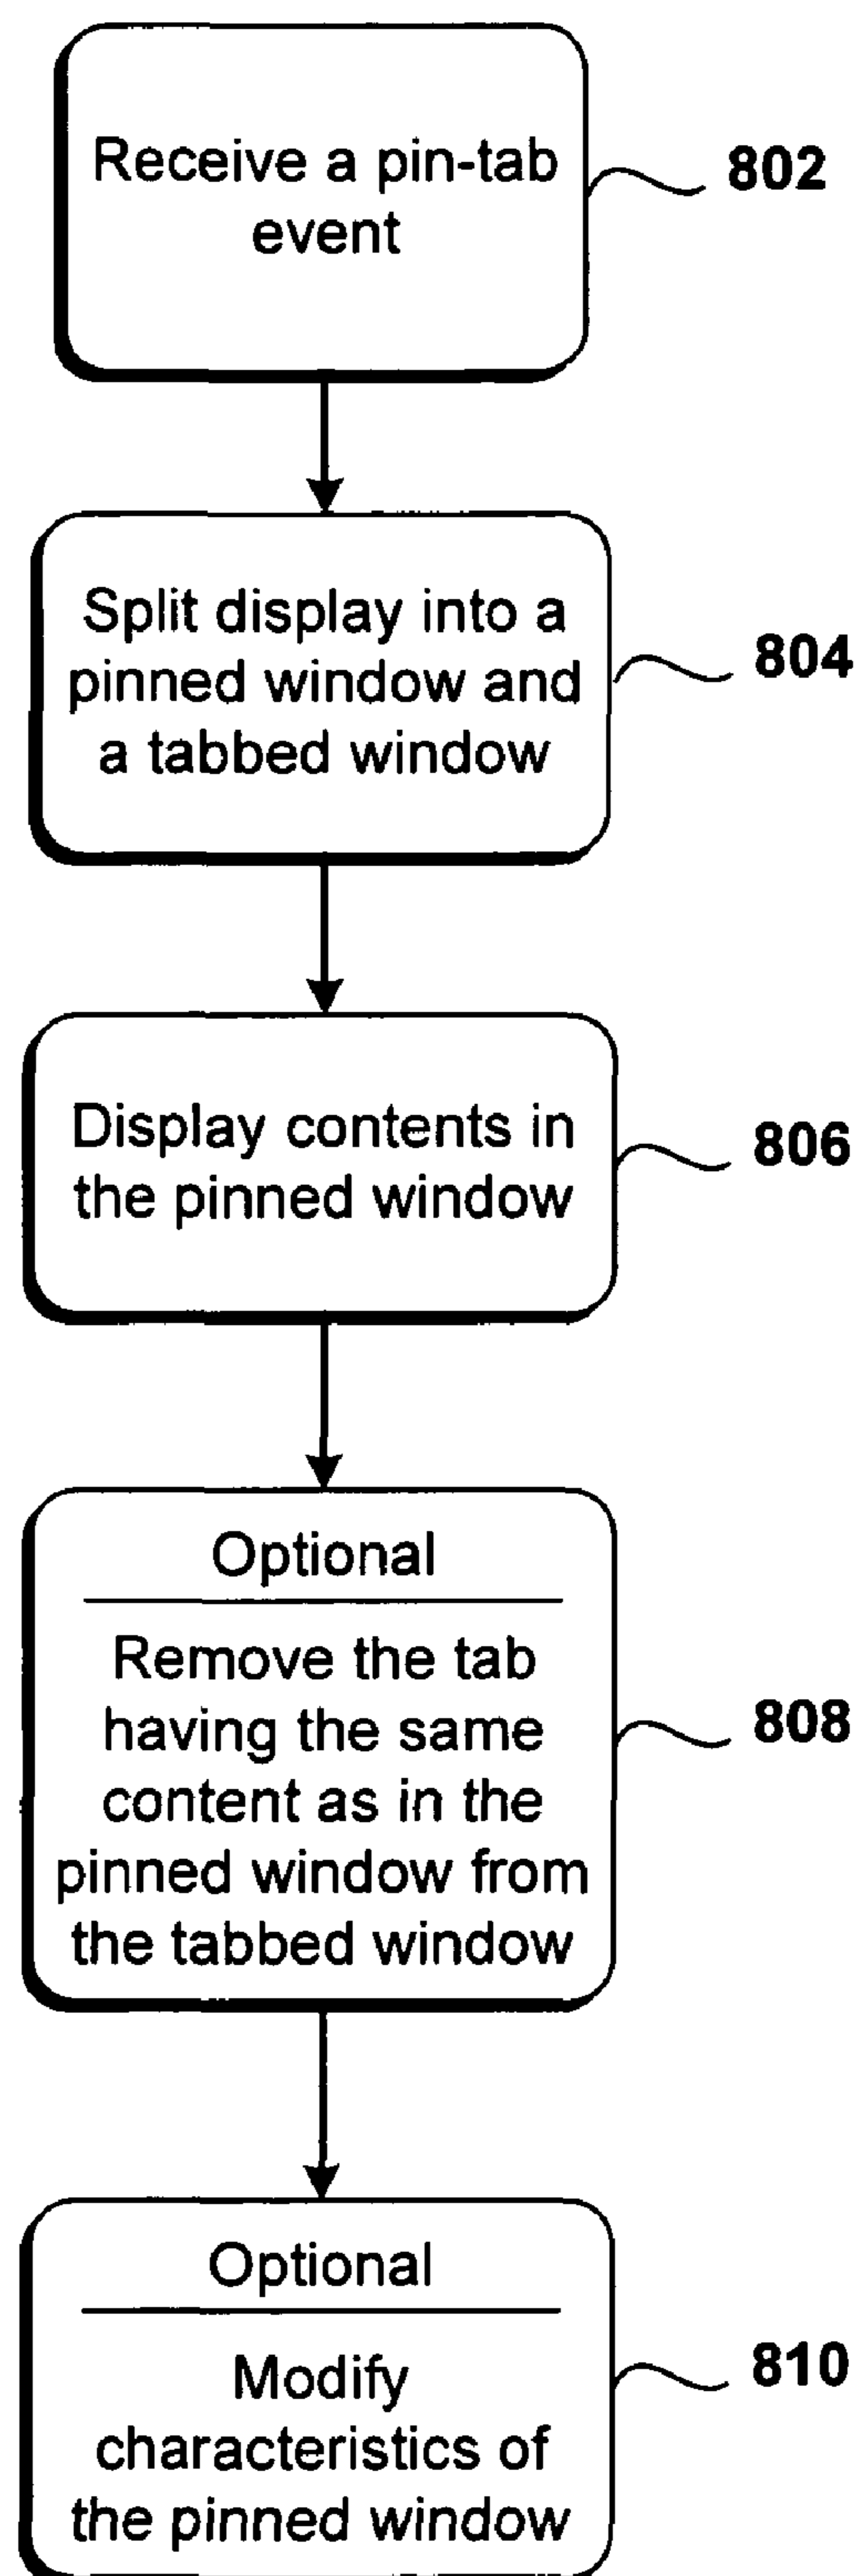 Receive a pin-tab
event
802
Split display into a
pinned window and
a tabbed window
804
Display contents in
the pinned window
806
Optional
Remove the tab
having the same
content as in the
pinned window from
the tabbed window
808
Optional
Modify
characteristics of
the pinned window
810